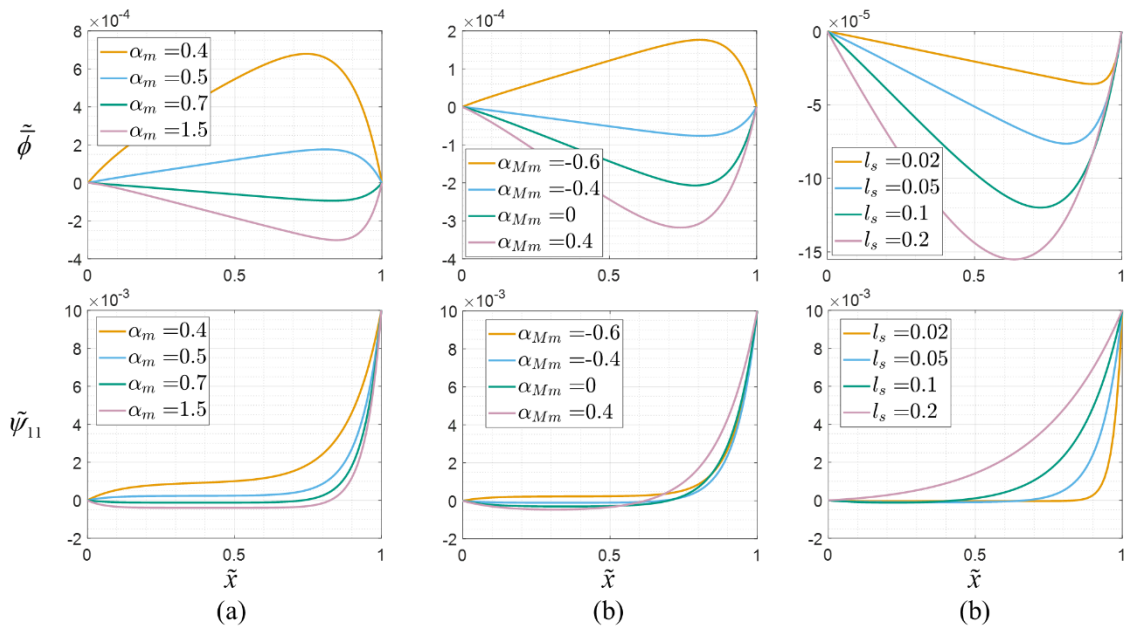 ×10⁻⁴
8
6
4
2
0
-2
-4
0
0.5
1
α_m =0.4
α_m =0.5
α_m =0.7
α_m =1.5
×10⁻⁴
2
1
0
-1
-2
-3
-4
0
0.5
1
α_Mm =-0.6
α_Mm =-0.4
α_Mm =0
α_Mm =0.4
×10⁻⁵
0
-5
-10
-15
0
0.5
1
l_s =0.02
l_s =0.05
l_s =0.1
l_s =0.2
ϕ̄̃
×10⁻³
10
8
6
4
2
0
-2
0
0.5
1
α_m =0.4
α_m =0.5
α_m =0.7
α_m =1.5
×10⁻³
10
8
6
4
2
0
-2
0
0.5
1
α_Mm =-0.6
α_Mm =-0.4
α_Mm =0
α_Mm =0.4
×10⁻³
10
8
6
4
2
0
-2
0
0.5
1
l_s =0.02
l_s =0.05
l_s =0.1
l_s =0.2
ψ̃₁₁
x̃
x̃
x̃
(a)
(b)
(b)